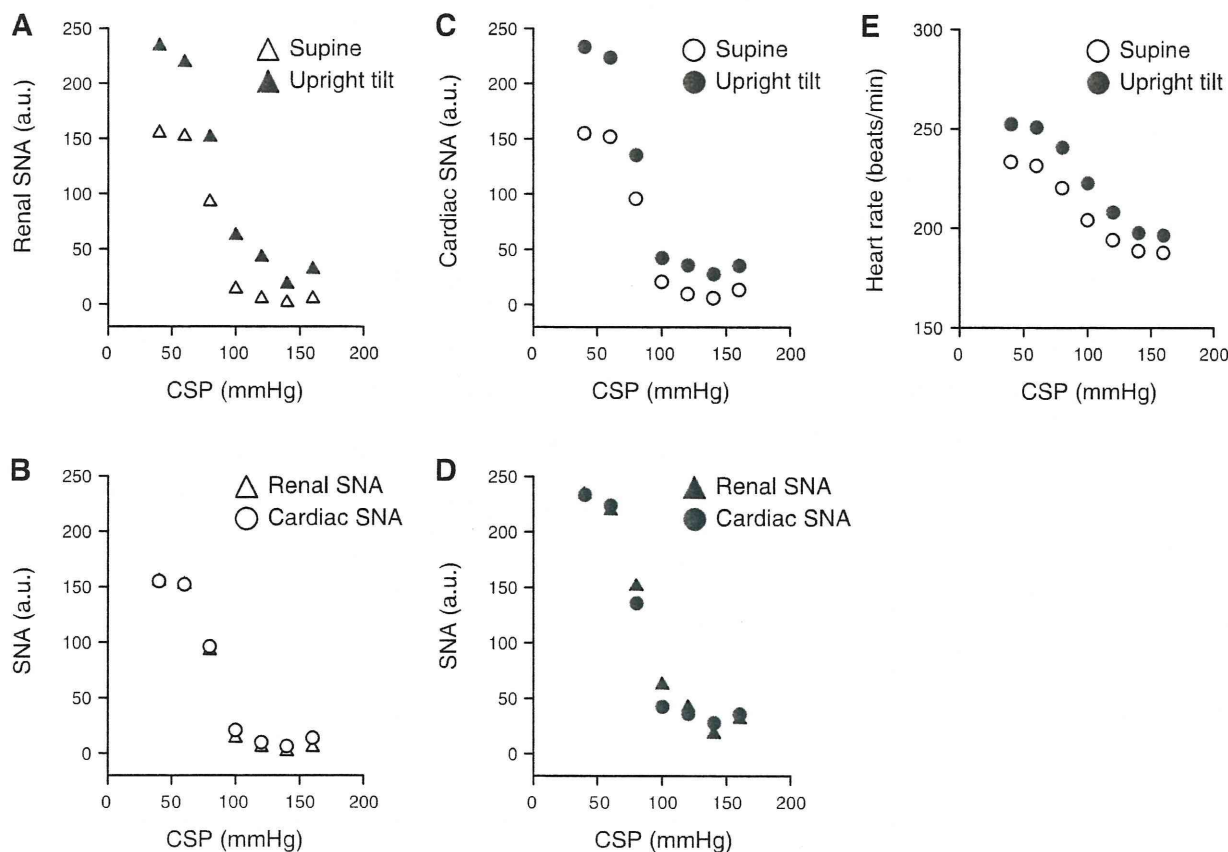 A
Renal SNA (a.u.)
250
200
150
100
50
0
Supine
Upright tilt
0 50 100 150 200
CSP (mmHg)
C
Cardiac SNA (a.u.)
250
200
150
100
50
0
Supine
Upright tilt
0 50 100 150 200
CSP (mmHg)
E
Heart rate (beats/min)
300
250
200
150
Supine
Upright tilt
0 50 100 150 200
CSP (mmHg)
B
SNA (a.u.)
250
200
150
100
50
0
Renal SNA
Cardiac SNA
0 50 100 150 200
CSP (mmHg)
D
SNA (a.u.)
250
200
150
100
50
0
Renal SNA
Cardiac SNA
0 50 100 150 200
CSP (mmHg)